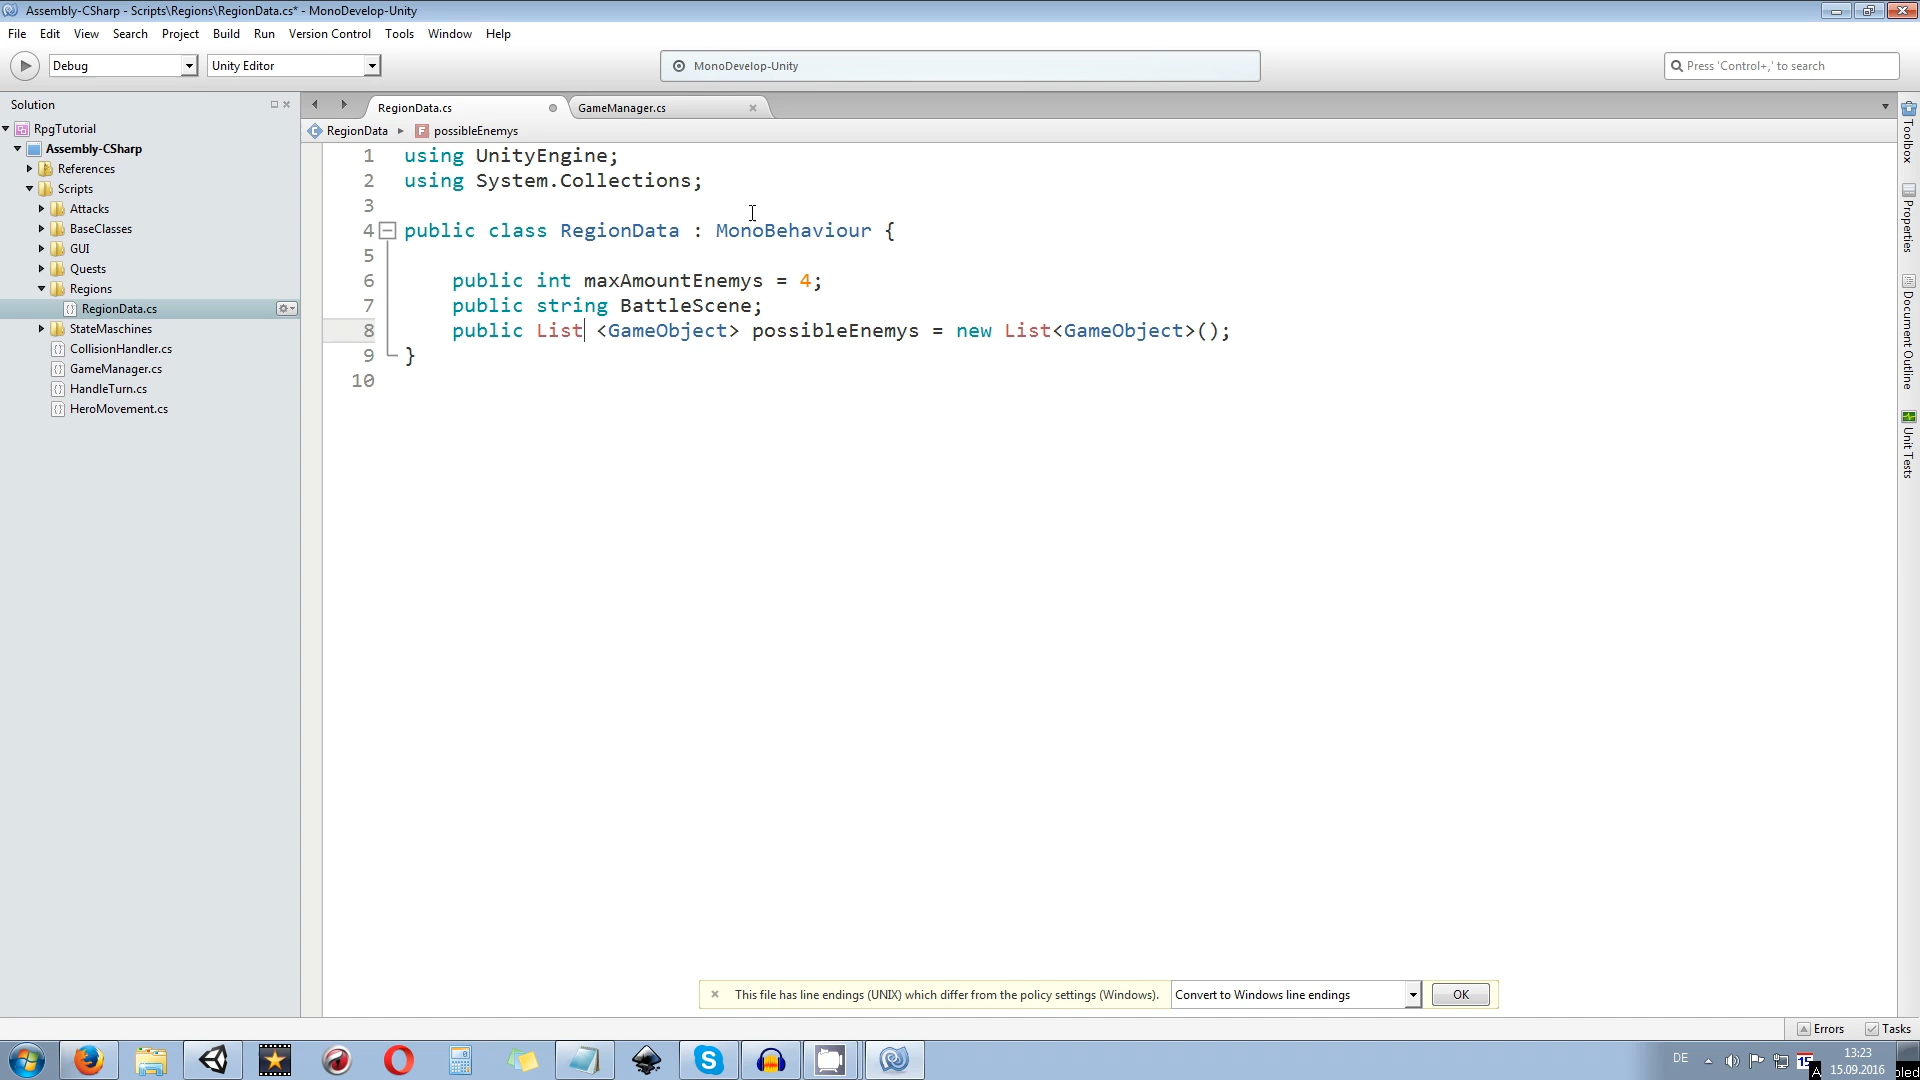 Assembly-CSharp - Scripts\Regions\RegionData.cs* - MonoDevelop-Unity
File Edit View Search Project Build Run Version Control Tools Window Help
Debug Unity Editor MonoDevelop-Unity Press 'Control+,' to search
Solution
RpgTutorial
Assembly-CSharp
References
Scripts
Attacks
BaseClasses
GUI
Quests
Regions
RegionData.cs
StateMaschines
CollisionHandler.cs
GameManager.cs
HandleTurn.cs
HeroMovement.cs
RegionData.cs GameManager.cs
RegionData possibleEnemys
1 using UnityEngine;
2 using System.Collections;
3
4 public class RegionData : MonoBehaviour {
5
6 public int maxAmountEnemys = 4;
7 public string BattleScene;
8 public List <GameObject> possibleEnemys = new List<GameObject>();
9 }
10
Toolbox
Properties
Document Outline
Unit Tests
This file has line endings (UNIX) which differ from the policy settings (Windows). Convert to Windows line endings OK
Errors Tasks
DE 15 13:23
15.09.2016